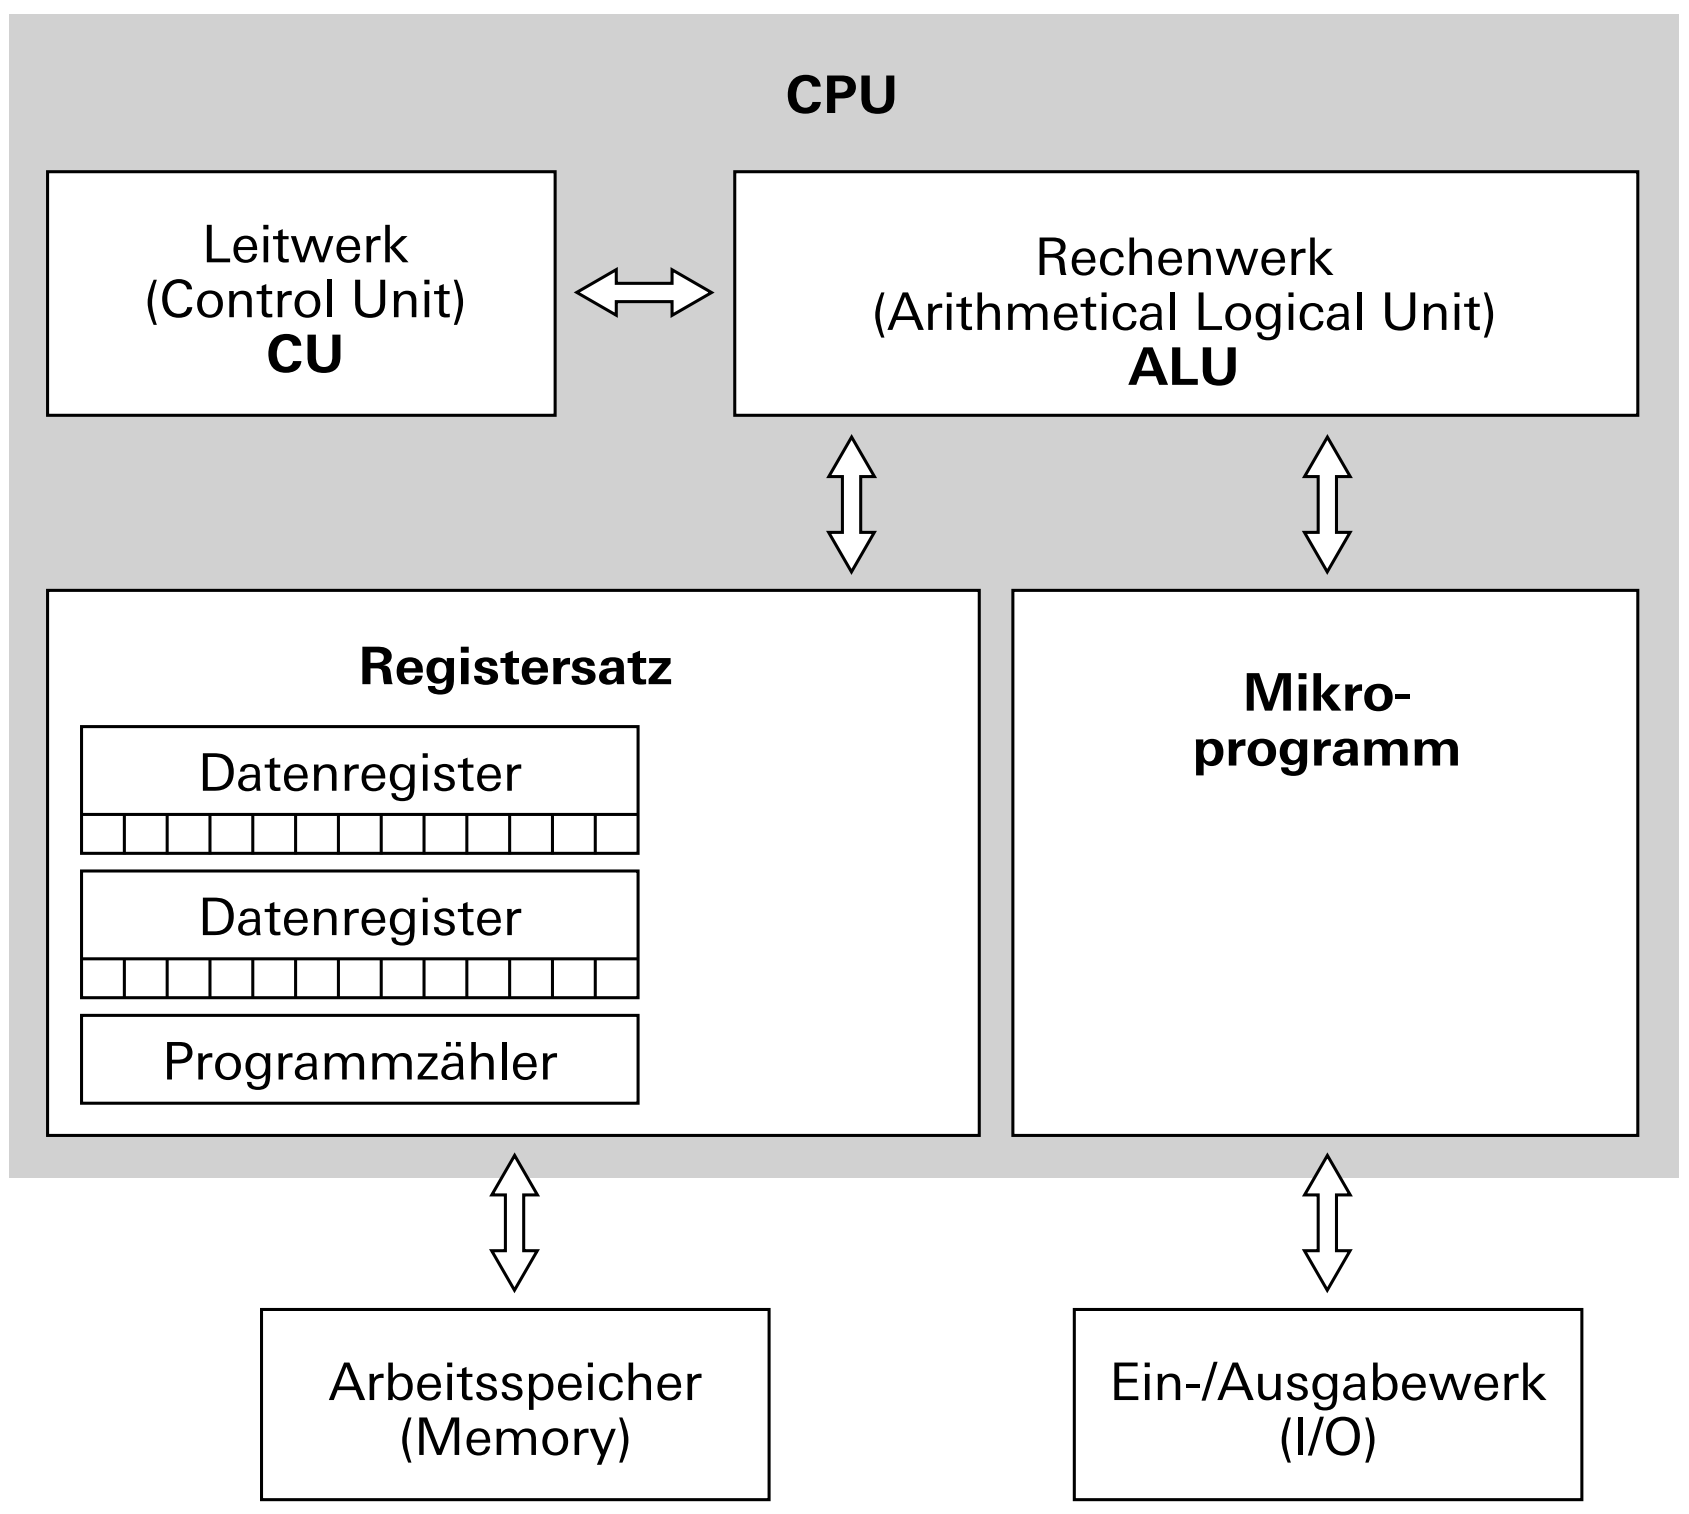 CPU
Leitwerk
(Control Unit)
CU
Rechenwerk
(Arithmetical Logical Unit)
ALU
Registersatz
Datenregister
Datenregister
Programmzähler
Mikro-
programm
Arbeitsspeicher
(Memory)
Ein-/Ausgabewerk
(I/O)